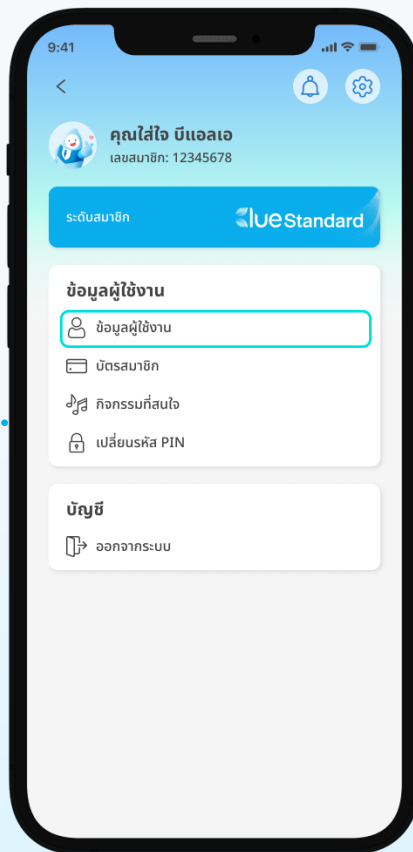 9:41
คุณใส่ใจ บีแอลเอ
เลขสมาชิก: 12345678
ระดับสมาชิก
BlueStandard
ข้อมูลผู้ใช้งาน
ข้อมูลผู้ใช้งาน
บัตรสมาชิก
กิจกรรมที่สนใจ
เปลี่ยนรหัส PIN
บัญชี
ออกจากระบบ